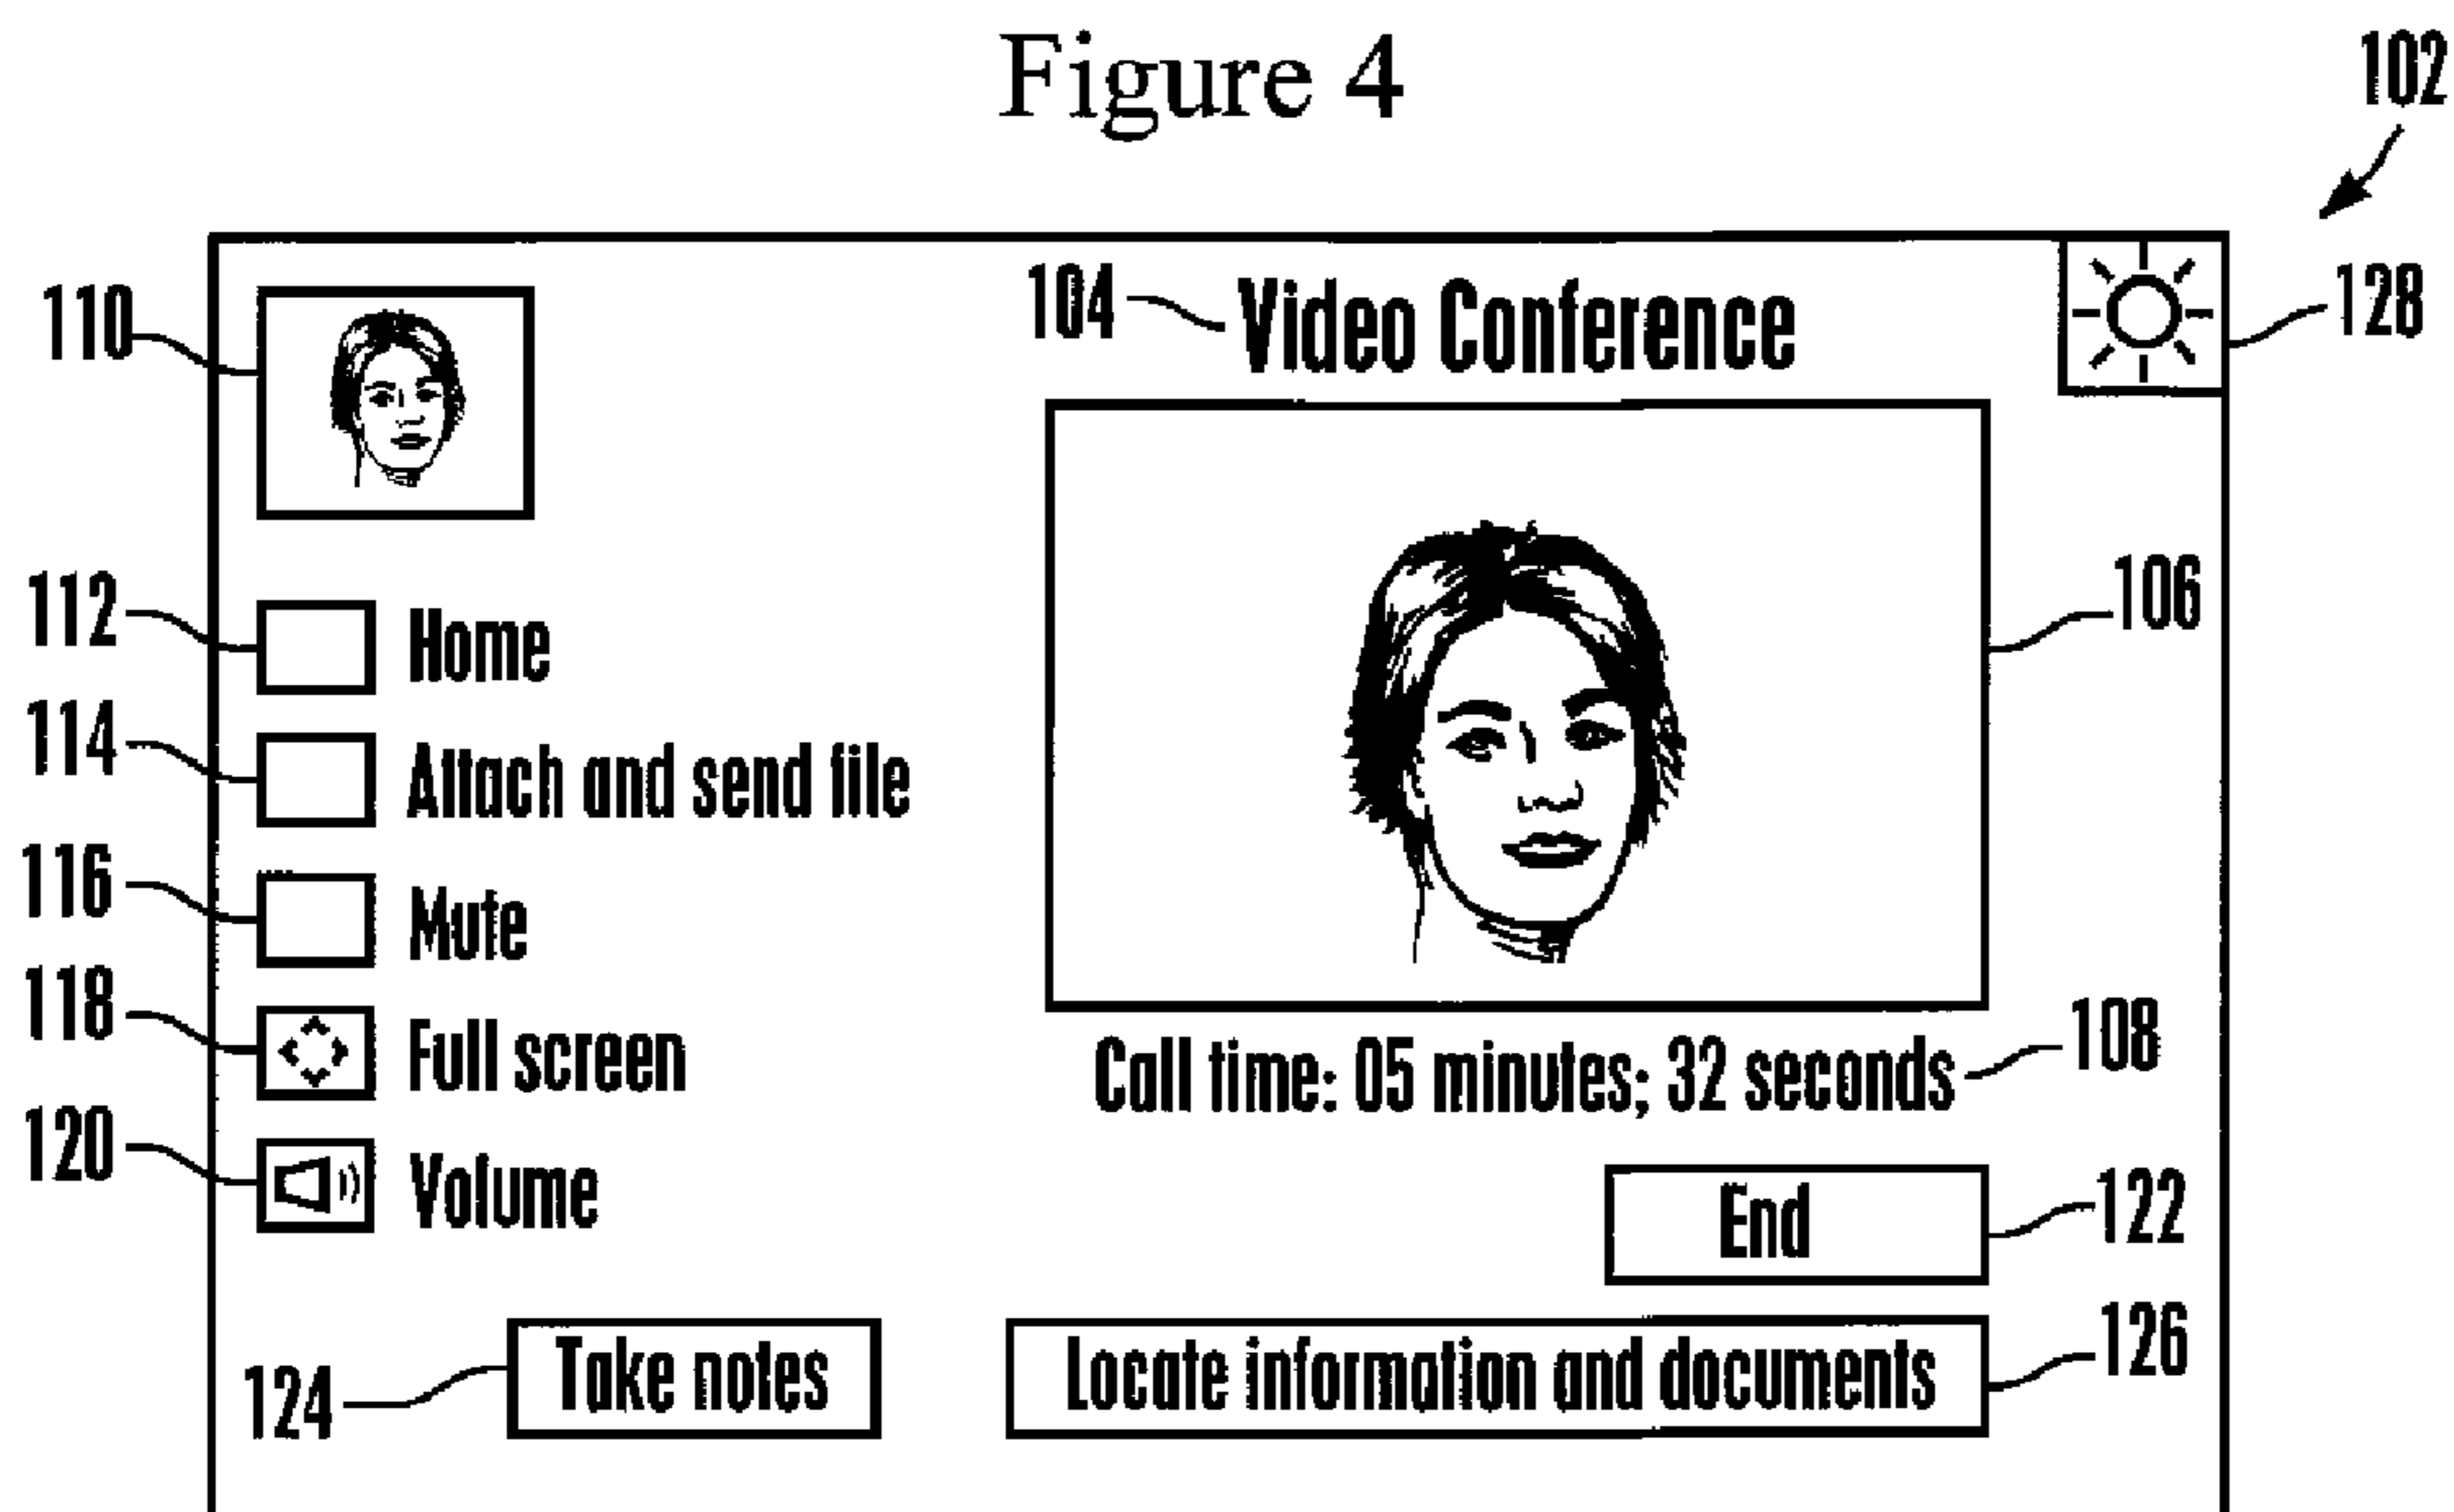 Figure 4
102
104 Video Conference
128
110
106
112 Home
114 Attach and send file
116 Mute
118 Full screen
Call time: 05 minutes; 32 seconds 108
120 Volume
End 122
124 Take notes
Locate information and documents 126